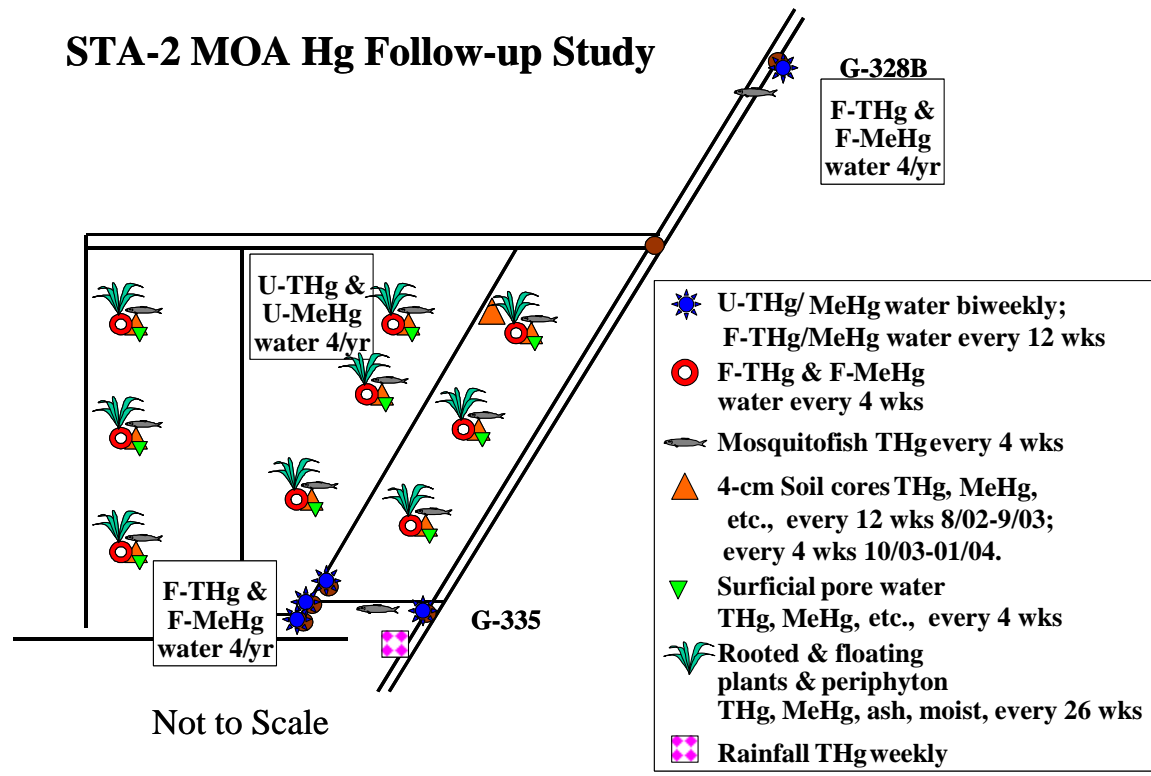 STA-2 MOA Hg Follow-up Study
G-328B
F-THg &
F-MeHg
water 4/yr
U-THg &
U-MeHg
water 4/yr
U-THg/ MeHg water biweekly;
F-THg/MeHg water every 12 wks
F-THg & F-MeHg
water every 4 wks
Mosquitofish THg every 4 wks
4-cm Soil cores THg, MeHg,
etc., every 12 wks 8/02-9/03;
every 4 wks 10/03-01/04.
Surficial pore water
THg, MeHg, etc., every 4 wks
Rooted & floating
plants & periphyton
THg, MeHg, ash, moist, every 26 wks
Rainfall THg weekly
F-THg &
F-MeHg
water 4/yr
G-335
Not to Scale